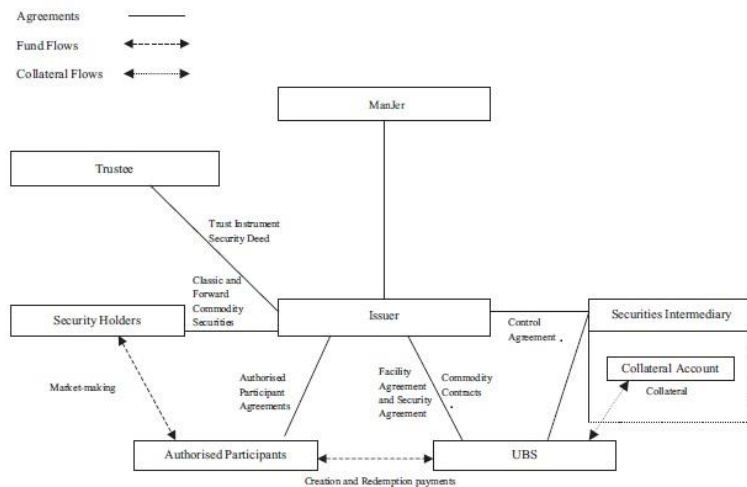 Agreements
Fund Flows
Collateral Flows
ManJer
Trustee
Trust Instrument
Security Deed
Classic and
Forward
Commodity
Securities
Security Holders
Issuer
Control
Agreement
Securities Intermediary
Collateral Account
Collateral
Market-making
Authorised
Participant
Agreements
Facility
Agreement
and Security
Agreement
Commodity
Contracts
Authorised Participants
UBS
Creation and Redemption payments